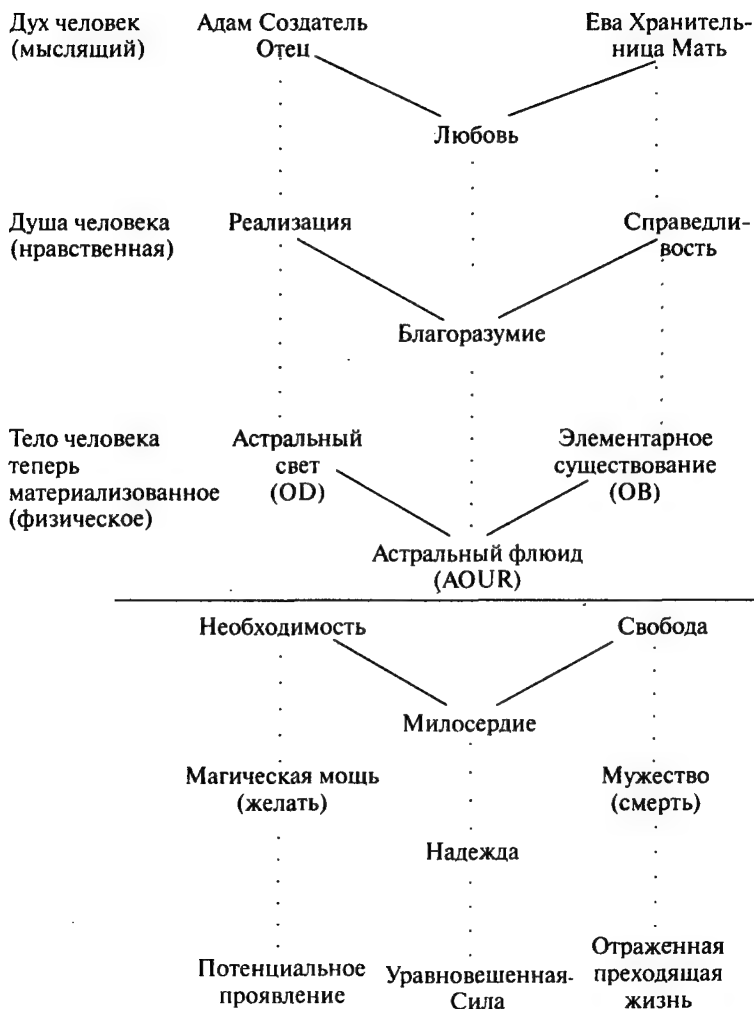 Дух человек Адам Создатель Ева Хранитель-
(мыслящий) Отец ница Мать
Любовь
Душа человека Реализация Справедли-
(нравственная) вость
Благоразумие
Тело человека Астральный Элементарное
теперь свет существование
материализованное (OD) (OB)
(физическое)
Астральный флюид
(AOUR)
Необходимость Свобода
Милосердие
Магическая мощь Мужество
(желать) (смерть)
Надежда
Потенциальное Уравновешенная- Отраженная
проявление Сила преходящая
жизнь